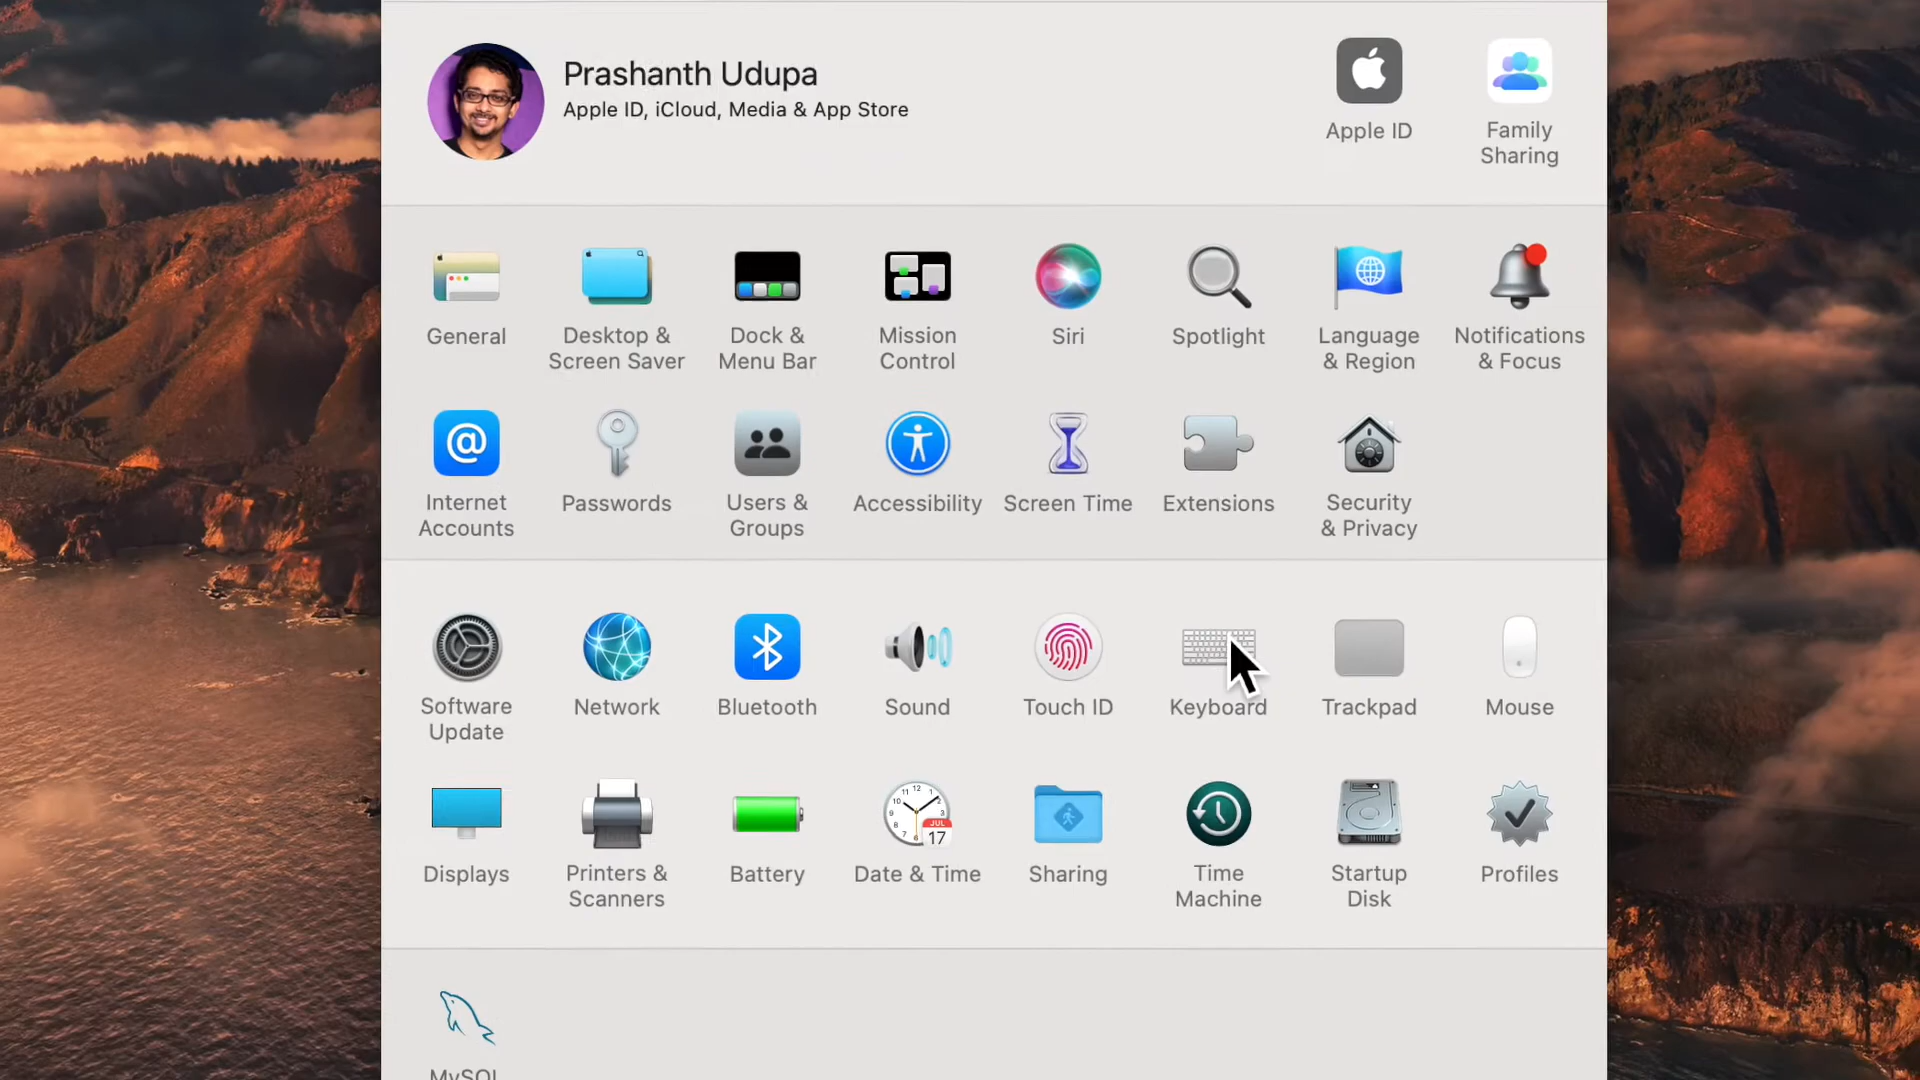 Prashanth Udupa
Apple ID, iCloud, Media & App Store
Apple ID
Family
Sharing
General
Desktop &
Screen Saver
Dock &
Menu Bar
Mission
Control
Siri
Spotlight
Language
& Region
Notifications
& Focus
Internet
Accounts
Passwords
Users &
Groups
Accessibility
Screen Time
Extensions
Security
& Privacy
Software
Update
Network
Bluetooth
Sound
Touch ID
Keyboard
Trackpad
Mouse
Displays
Printers &
Scanners
Battery
JUL
17
Date & Time
Sharing
Time
Machine
Startup
Disk
Profiles
MySQL